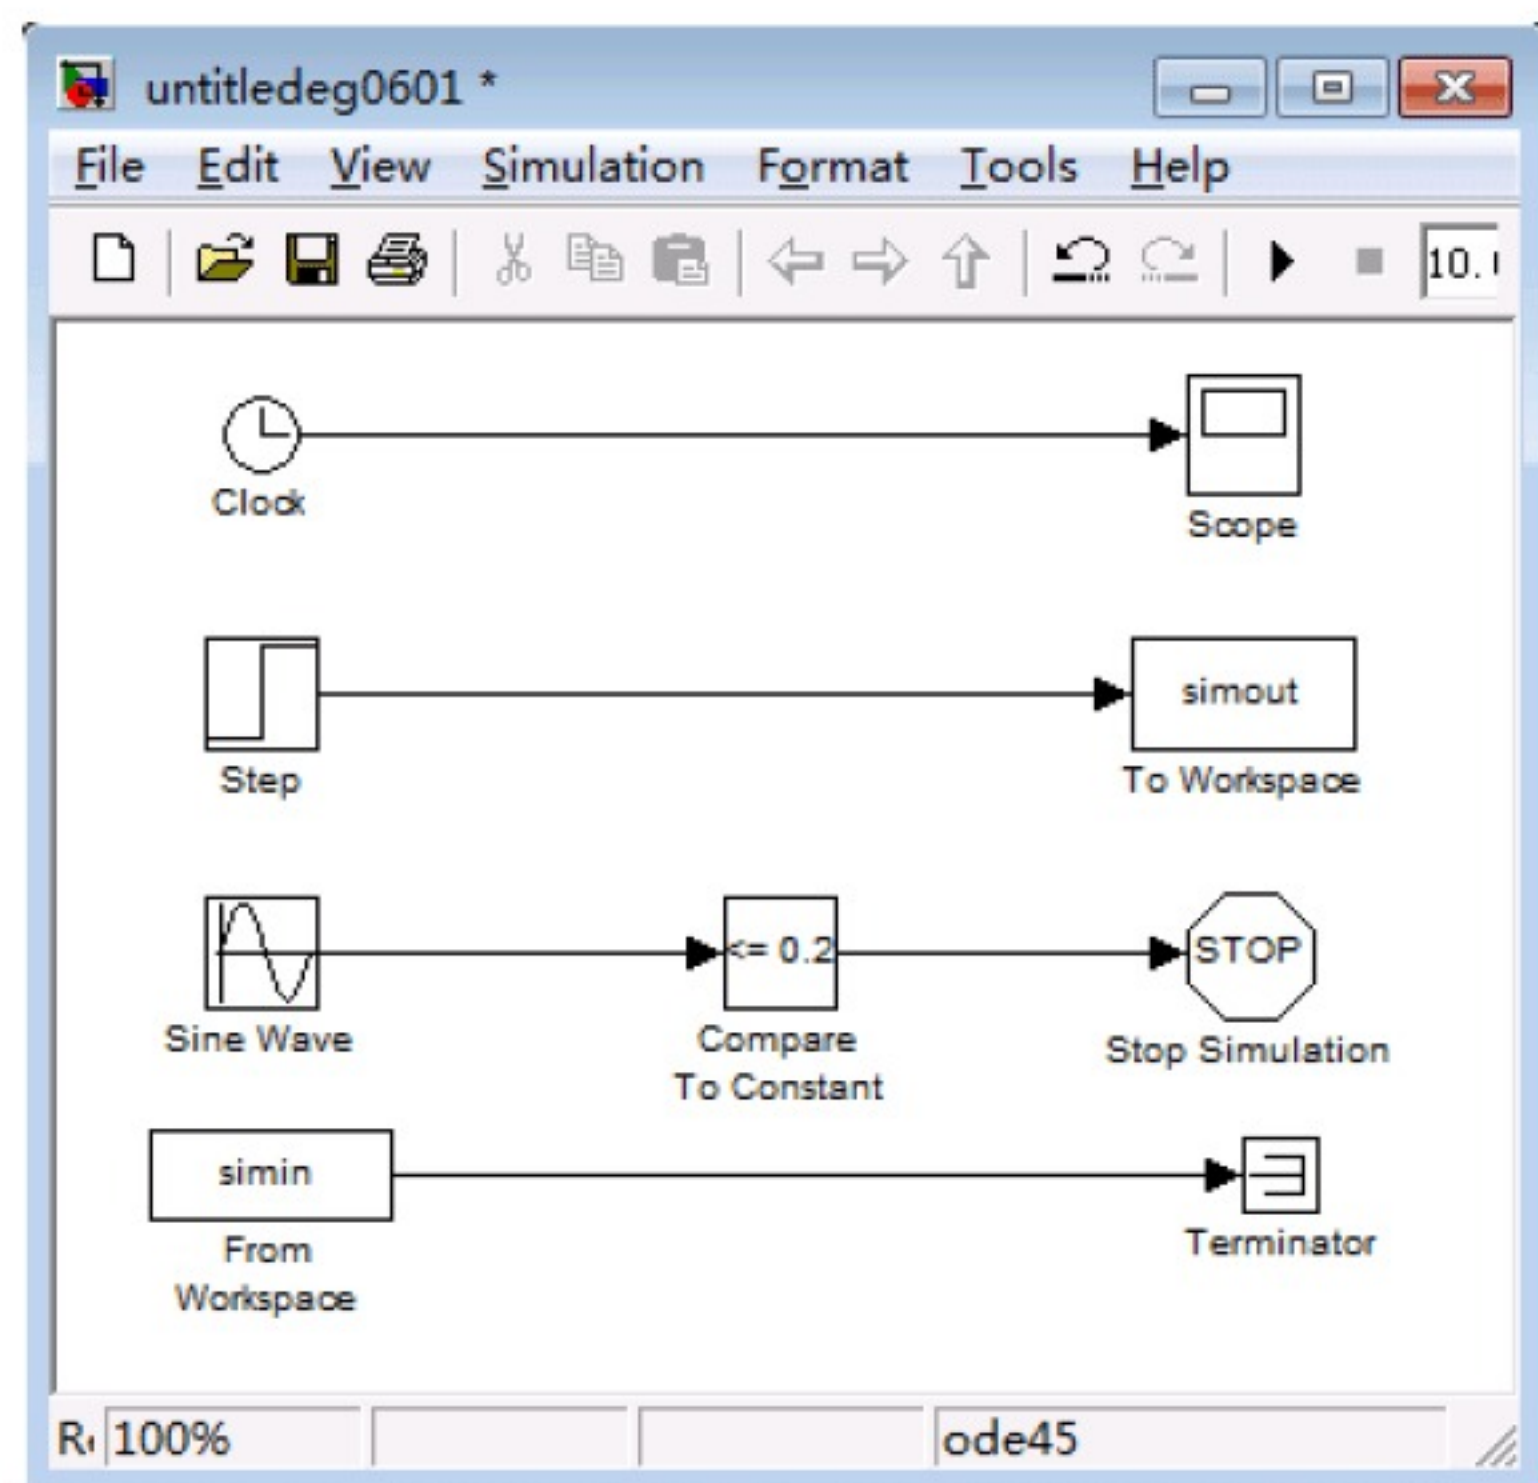 untitledeg0601 *
File Edit View Simulation Format Tools Help
10.
Clock
Scope
simout
Step
To Workspace
<= 0.2
STOP
Sine Wave
Compare
To Constant
Stop Simulation
simin
From
Workspace
Terminator
100%
ode45